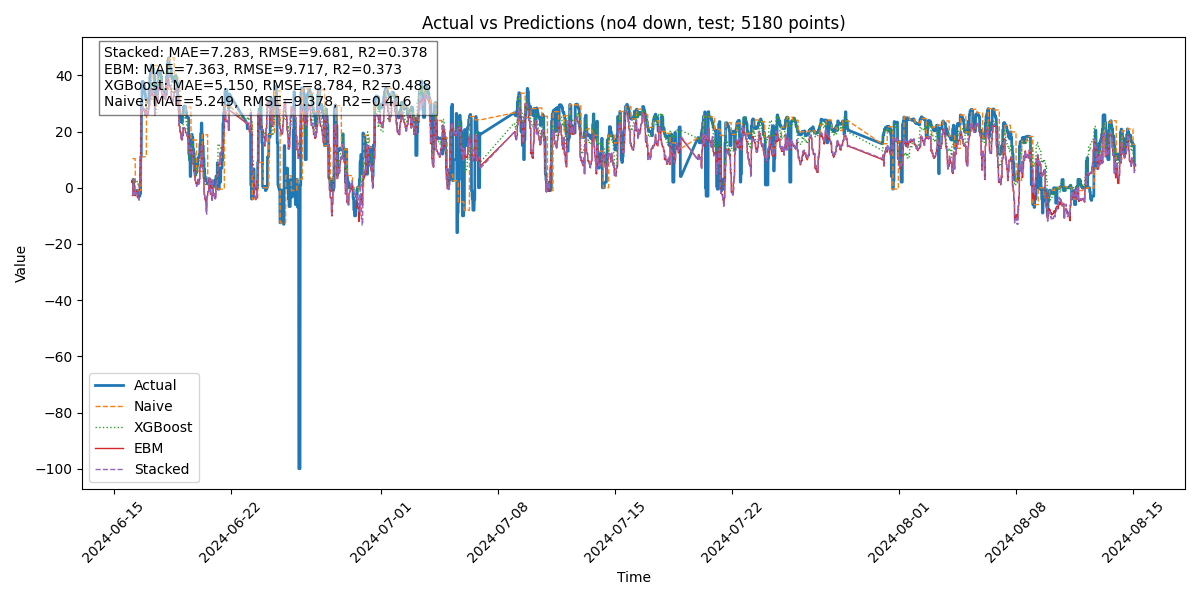 Actual vs Predictions (no4 down, test; 5180 points)
Stacked: MAE=7.283, RMSE=9.681, R2=0.378
EBM: MAE=7.363, RMSE=9.717, R2=0.373
XGBoost: MAE=5.150, RMSE=8.784, R2=0.488
Naive: MAE=5.249, RMSE=9.378, R2=0.416
40
20
0
−20
−40
−60
−80
−100
Value
Actual
Naive
XGBoost
EBM
Stacked
2024-06-15
2024-06-22
2024-07-01
2024-07-08
2024-07-15
2024-07-22
2024-08-01
2024-08-08
2024-08-15
Time